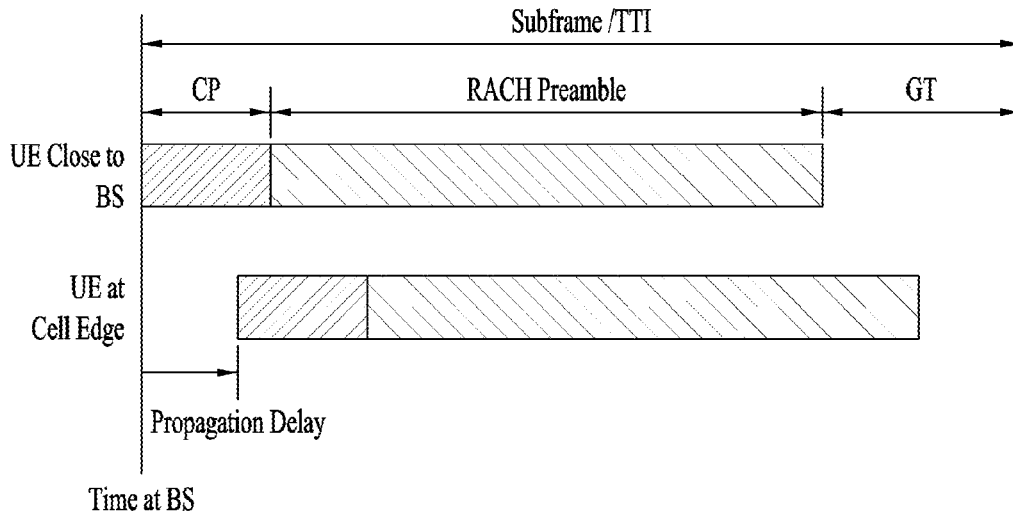 Subframe /TTI
CP
RACH Preamble
GT
UE Close to
BS
UE at
Cell Edge
Propagation Delay
Time at BS